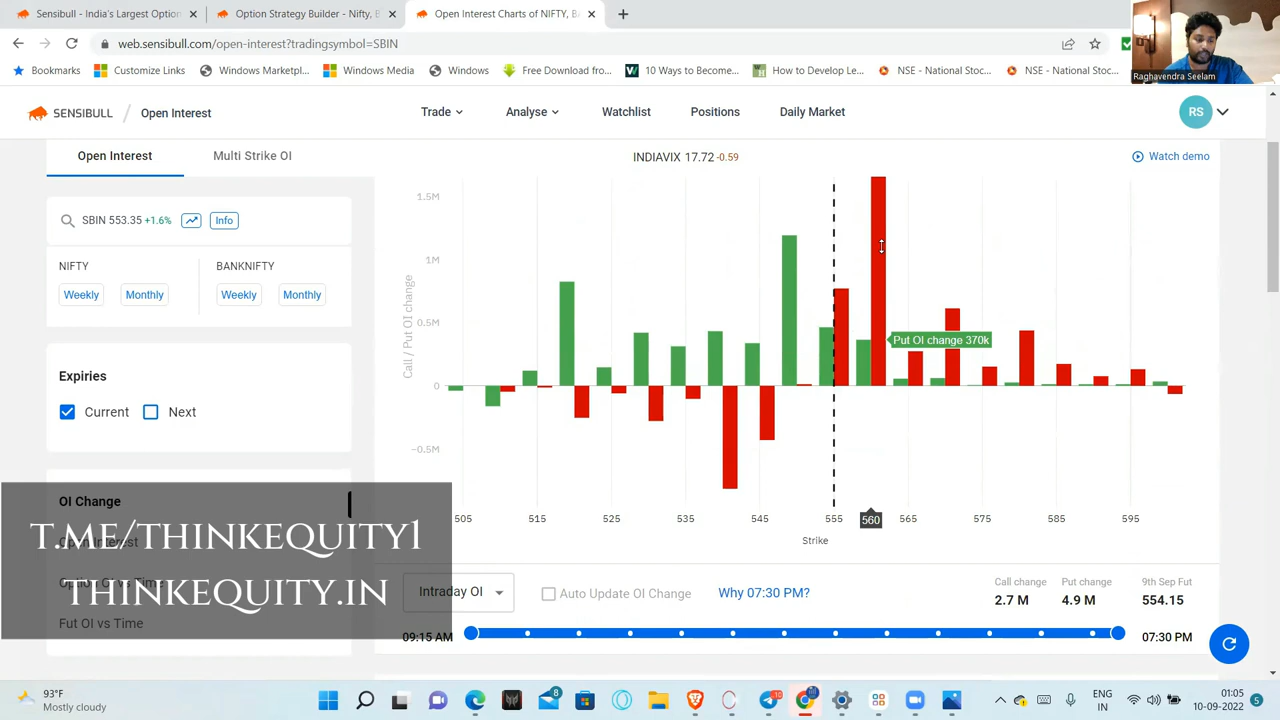 Sensibull - India's Largest Option
Option Strategy Builder - Nifty, B
Open Interest Charts of NIFTY, B
web.sensibull.com/open-interest?tradingsymbol=SBIN
Bookmarks
Customize Links
Windows Marketpl...
Windows Media
Windows
Free Download fro...
10 Ways to Become...
How to Develop Le...
NSE - National Stoc...
NSE - National Stoc...
Raghavendra Seelam
SENSIBULL / Open Interest
Trade
Analyse
Watchlist
Positions
Daily Market
RS
Open Interest
Multi Strike OI
INDIAVIX 17.72 -0.59
Watch demo
SBIN 553.35 +1.6%
Info
NIFTY
BANKNIFTY
Weekly
Monthly
Weekly
Monthly
Expiries
Current
Next
OI Change
Fut OI vs Time
T.ME/THINKEQUITY1
THINKEQUITY.IN
Call / Put OI change
1.5M
1M
0.5M
0
−0.5M
Put OI change 370k
505
515
525
535
545
555
560
565
575
585
595
Strike
Intraday OI
Auto Update OI Change
Why 07:30 PM?
Call change
2.7 M
Put change
4.9 M
9th Sep Fut
554.15
09:15 AM
07:30 PM
93°F
Mostly cloudy
8
10
ENG
IN
01:05
10-09-2022
5